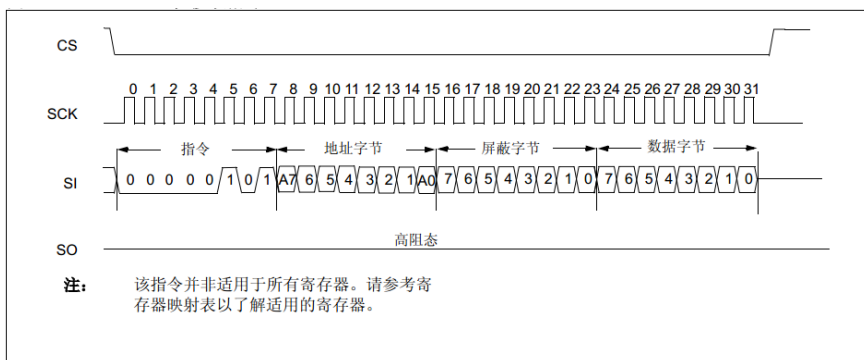 CS
0 1 2 3 4 5 6 7 8 9 10 11 12 13 14 15 16 17 18 19 20 21 22 23 24 25 26 27 28 29 30 31
SCK
指令 地址字节 屏蔽字节 数据字节
SI 0 0 0 0 0 1 0 1 A7 6 5 4 3 2 1 A0 7 6 5 4 3 2 1 0 7 6 5 4 3 2 1 0
高阻态
SO
注: 该指令并非适用于所有寄存器。请参考寄
存器映射表以了解适用的寄存器。